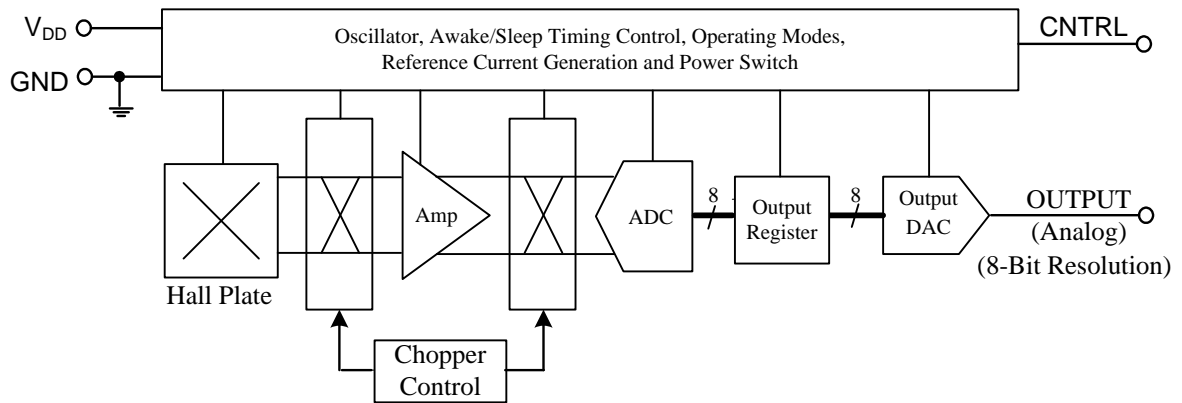 VDD
GND
Oscillator, Awake/Sleep Timing Control, Operating Modes,
Reference Current Generation and Power Switch
CNTRL
Hall Plate
Amp
ADC
8
Output
Register
8
Output
DAC
OUTPUT
(Analog)
(8-Bit Resolution)
Chopper
Control